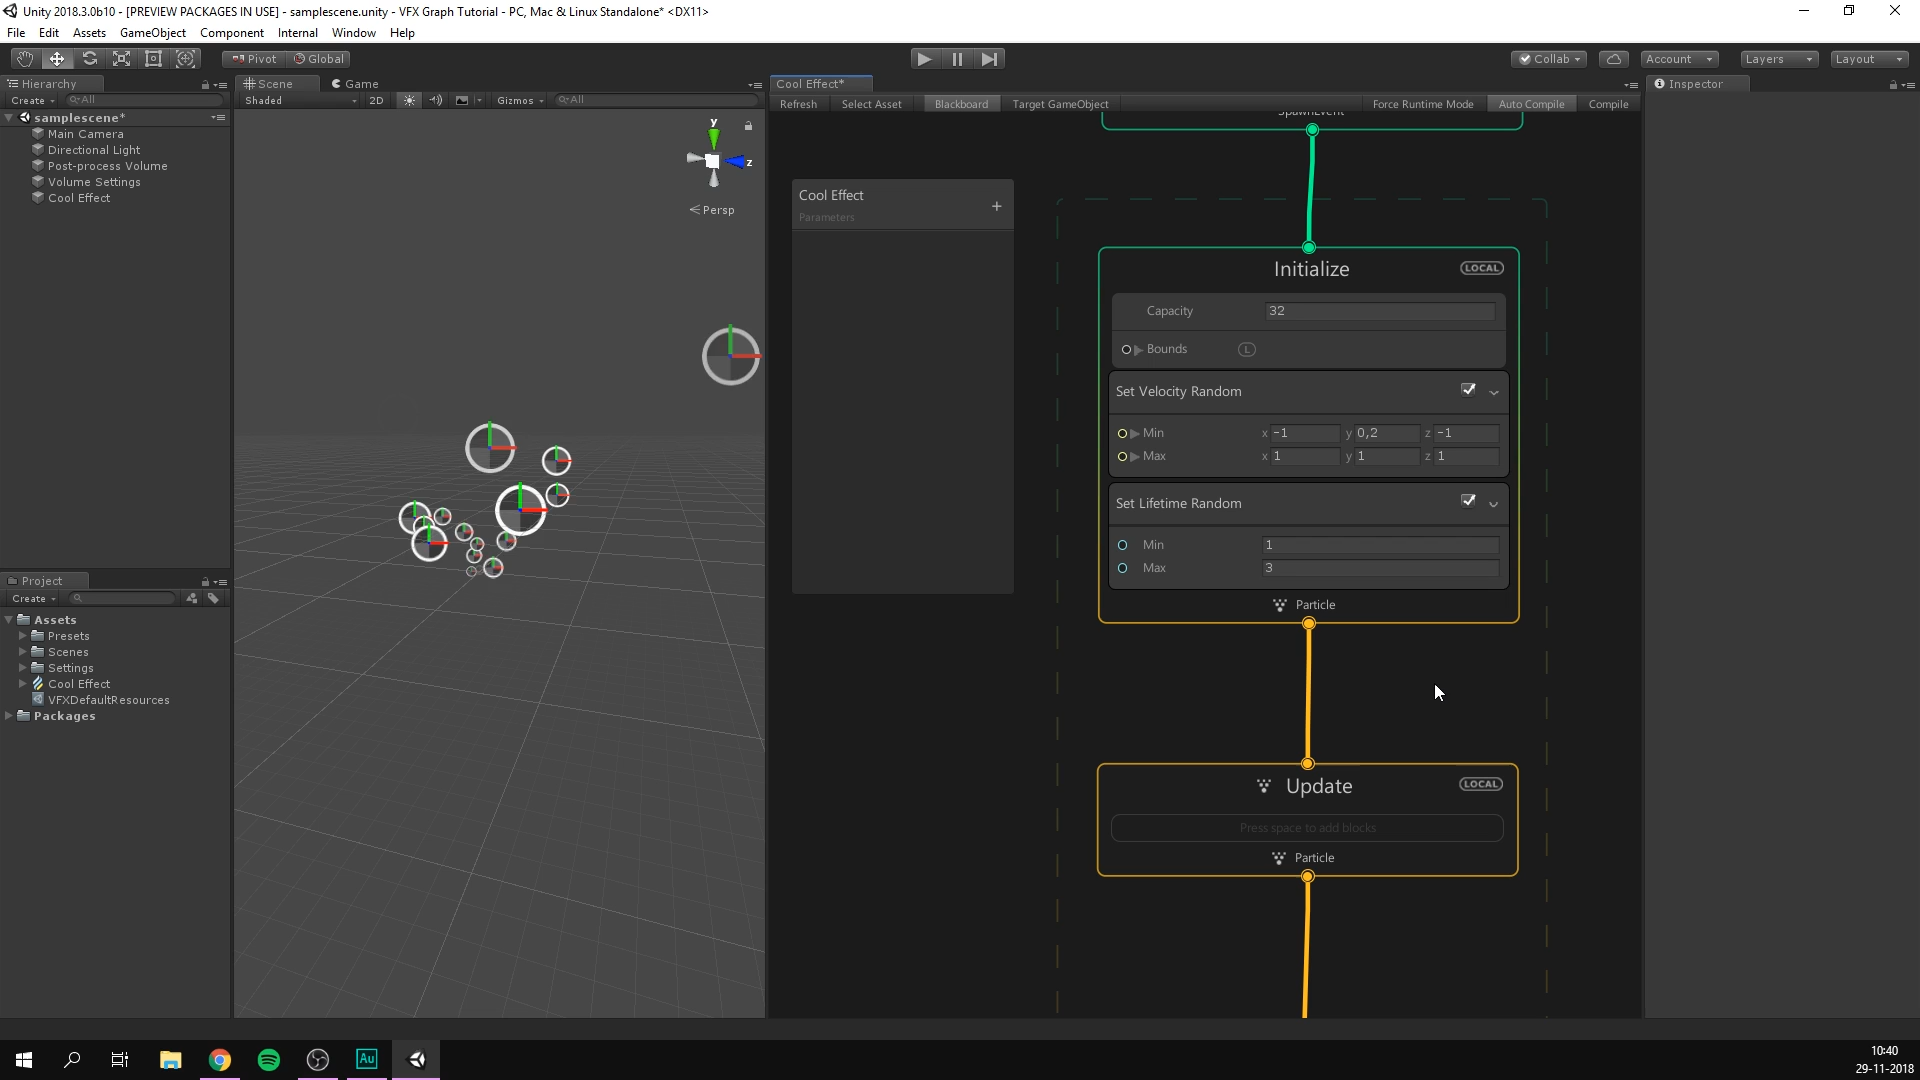 Unity 2018.3.0b10 - [PREVIEW PACKAGES IN USE] - samplescene.unity - VFX Graph Tutorial - PC, Mac & Linux Standalone* <DX11>
File Edit Assets GameObject Component Internal Window Help
Pivot Global Collab Account Layers Layout
Hierarchy
Create All
samplescene*
Main Camera
Directional Light
Post-process Volume
Volume Settings
Cool Effect
Project
Create
Assets
Presets
Scenes
Settings
Cool Effect
VFXDefaultResources
Packages
Scene Game
Shaded 2D Gizmos All
y
z
Persp
Cool Effect*
Refresh Select Asset Blackboard Target GameObject Force Runtime Mode Auto Compile Compile
SpawnEvent
Cool Effect +
Parameters
Initialize LOCAL
Capacity 32
Bounds L
Set Velocity Random
Min x -1 y 0,2 z -1
Max x 1 y 1 z 1
Set Lifetime Random
Min 1
Max 3
Particle
Update LOCAL
Press space to add blocks
Particle
Inspector
Au
10:40
29-11-2018